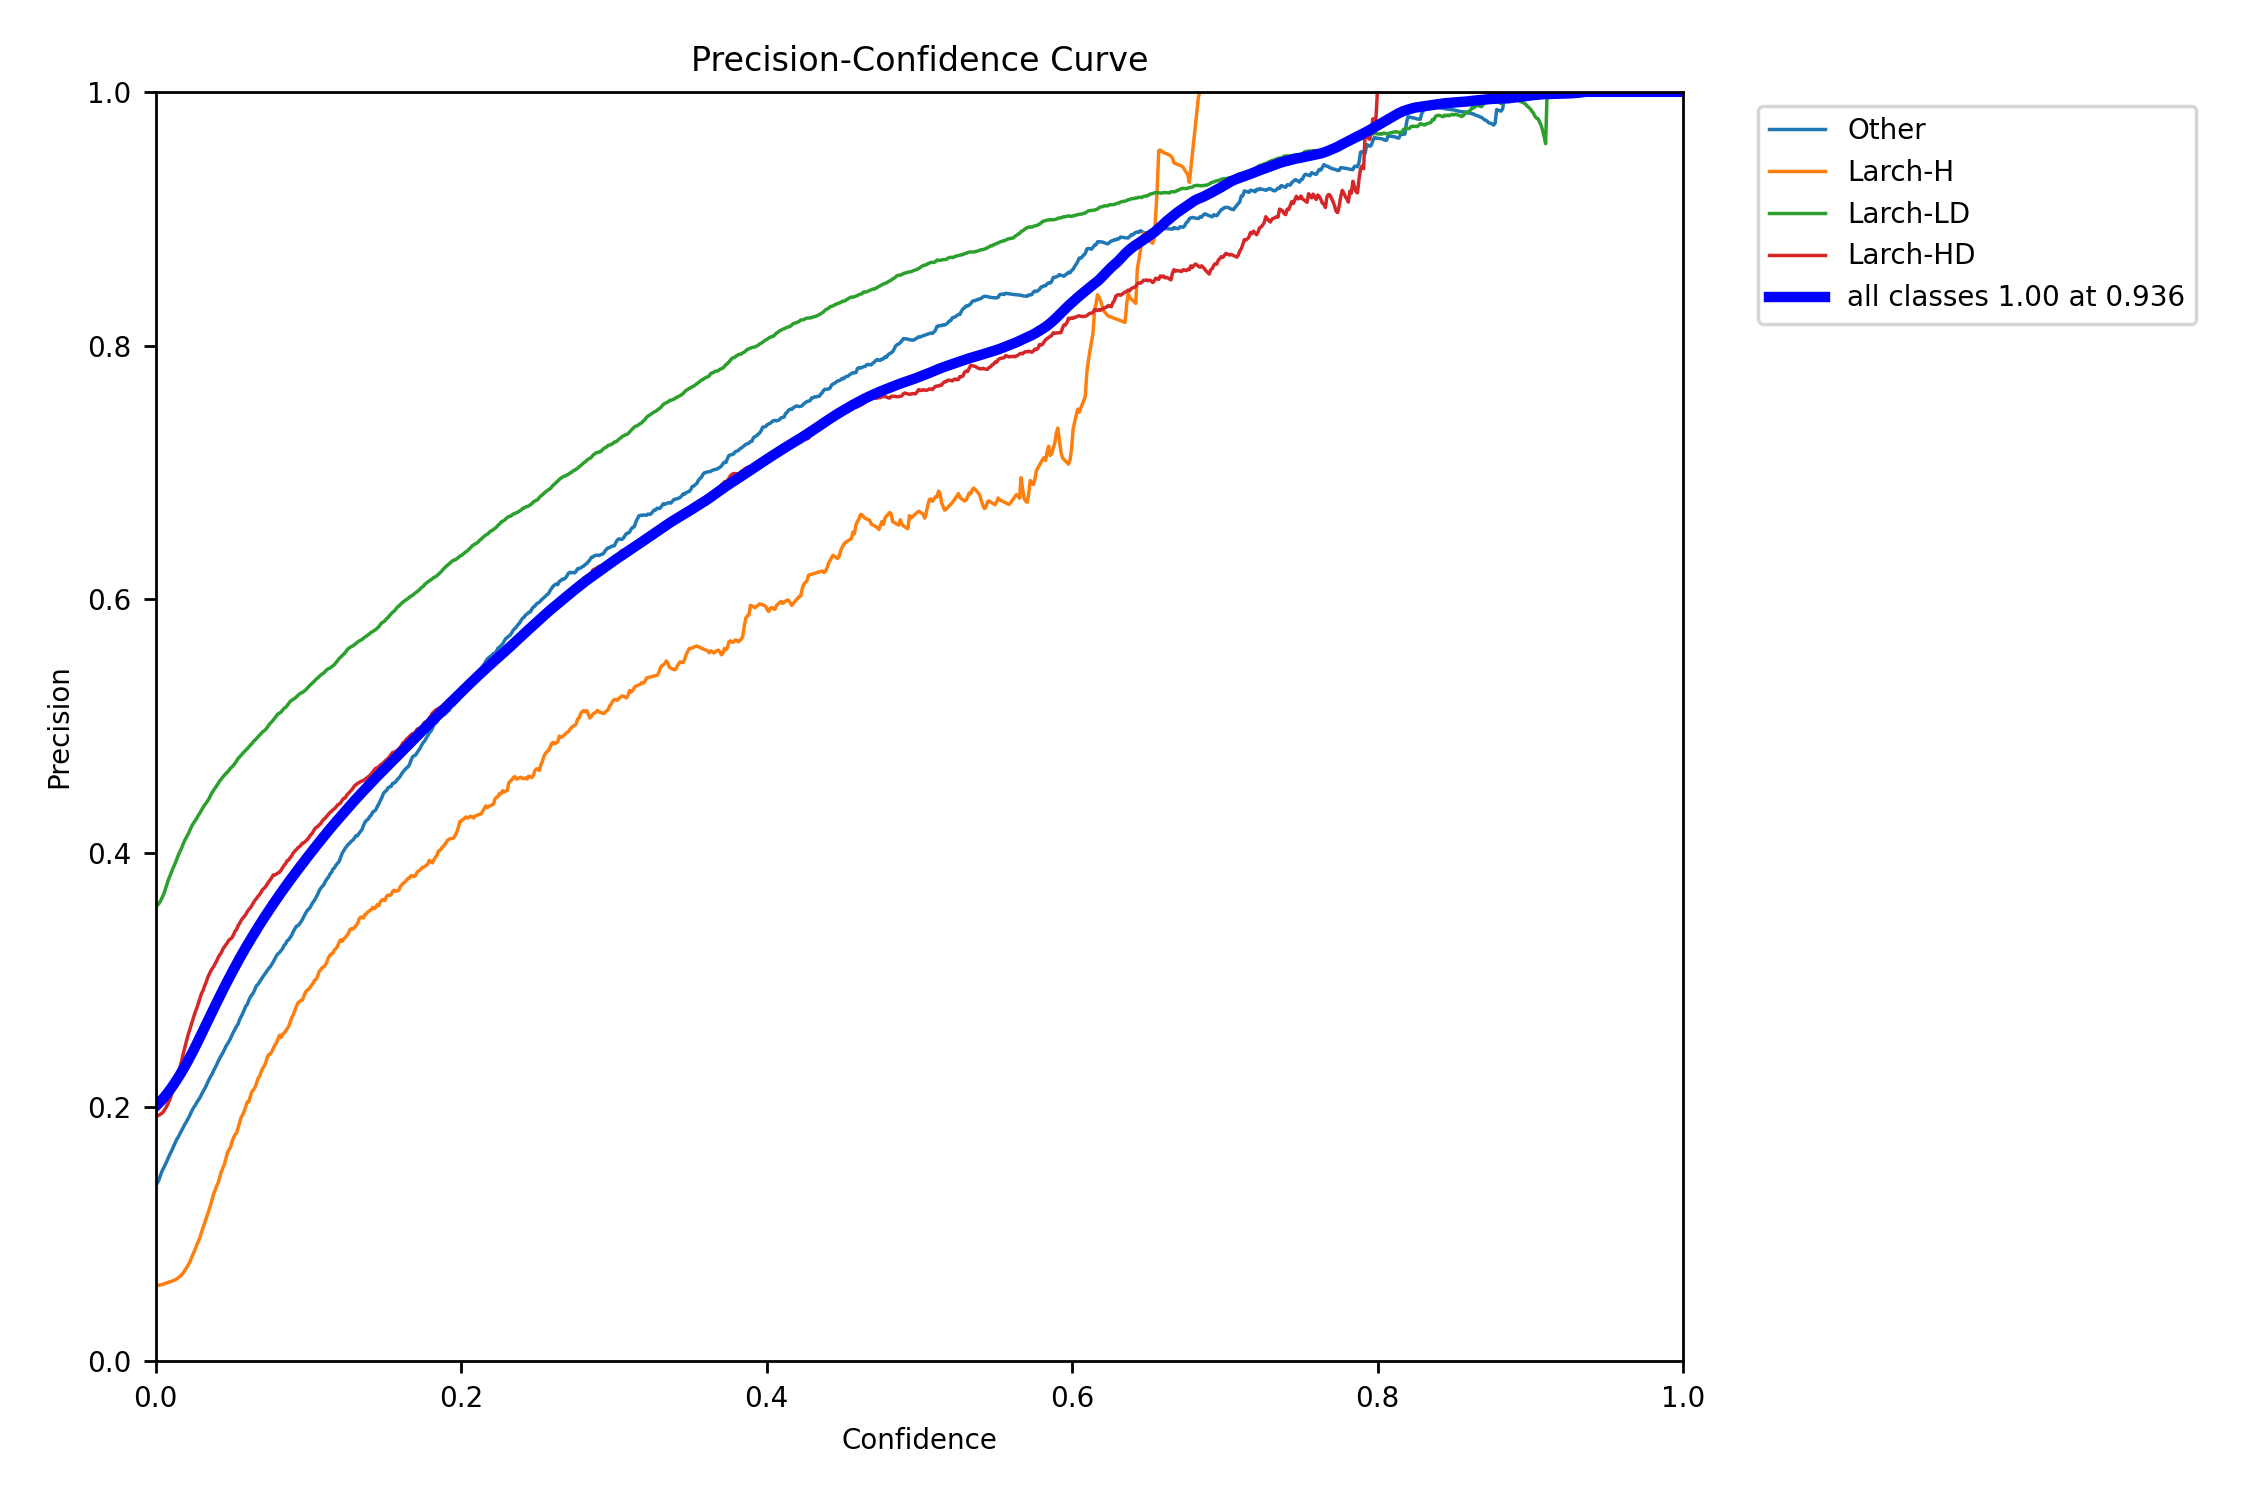 Precision-Confidence Curve
1.0
0.8
0.6
0.4
0.2
0.0
Precision
0.0 0.2 0.4 0.6 0.8 1.0
Confidence
Other
Larch-H
Larch-LD
Larch-HD
all classes 1.00 at 0.936